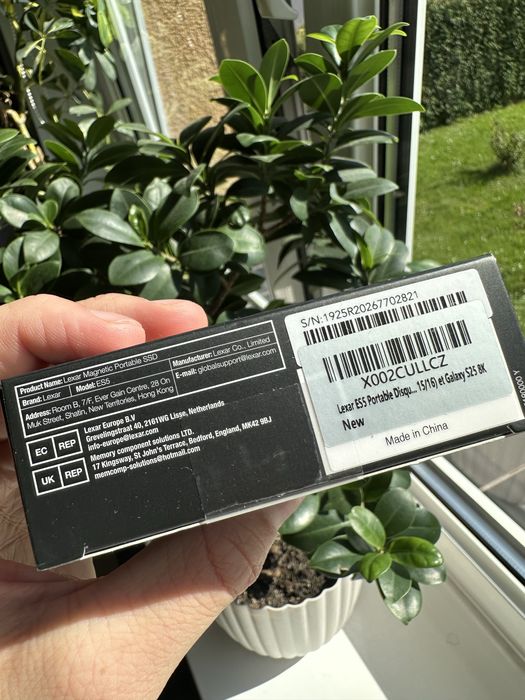 Product Name: Lexar Magnetic Portable SSD
Brand: Lexar
Model: ES5
Manufacturer: Lexar Co., Limited
E-mail: globalsupport@lexar.com
Address: Room B, 7/F, Ever Gain Centre, 28 On
Muk Street, Shatin, New Territories, Hong Kong
EC REP
Lexar Europe B.V
Grevelingstraat 40, 2161WG Lisse, Netherlands
info-europe@lexar.com
UK REP
Memory component solutions LTD.
17 Kingsway, St John's Terrace, Bedford, England, MK42 9BJ
memcomp-solutions@hotmail.com
S/N:1925R20267702821
X002CULLCZ
Lexar ES5 Portable Disqu... 15/16) et Galaxy S25 BK
New
Made in China